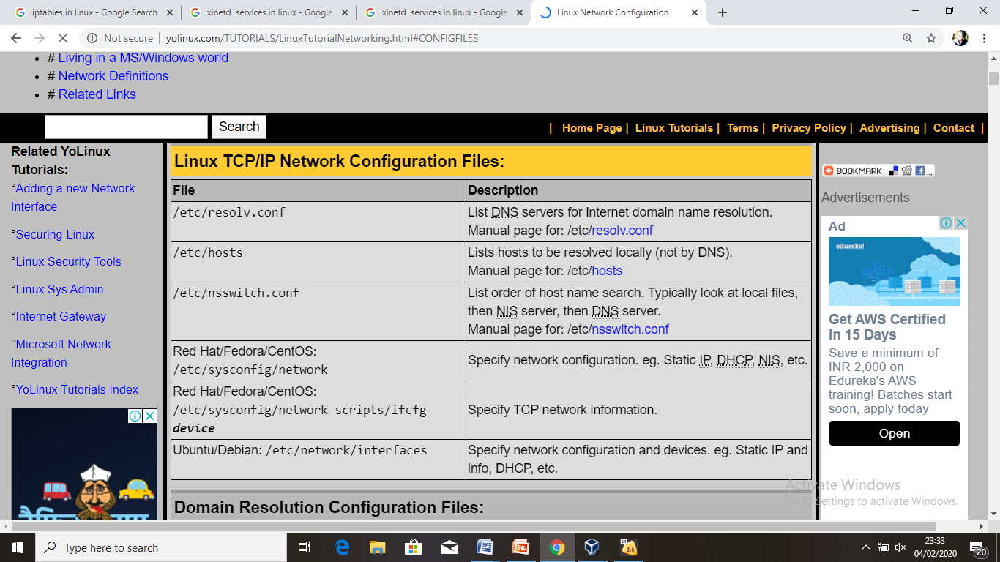 iptables in linux - Google Search
xinetd services in linux - Google
xinetd services in linux - Google
Linux Network Configuration
Not secure | yolinux.com/TUTORIALS/LinuxTutorialNetworking.html#CONFIGFILES
# Living in a MS/Windows world
# Network Definitions
# Related Links
Search
| Home Page | Linux Tutorials | Terms | Privacy Policy | Advertising | Contact |
Related YoLinux
Tutorials:
°Adding a new Network
Interface
°Securing Linux
°Linux Security Tools
°Linux Sys Admin
°Internet Gateway
°Microsoft Network
Integration
°YoLinux Tutorials Index
Linux TCP/IP Network Configuration Files:
File Description
/etc/resolv.conf
List DNS servers for internet domain name resolution.
Manual page for: /etc/resolv.conf
/etc/hosts
Lists hosts to be resolved locally (not by DNS).
Manual page for: /etc/hosts
/etc/nsswitch.conf
List order of host name search. Typically look at local files,
then NIS server, then DNS server.
Manual page for: /etc/nsswitch.conf
Red Hat/Fedora/CentOS:
/etc/sysconfig/network
Specify network configuration. eg. Static IP, DHCP, NIS, etc.
Red Hat/Fedora/CentOS:
/etc/sysconfig/network-scripts/ifcfg-
device
Specify TCP network information.
Ubuntu/Debian: /etc/network/interfaces
Specify network configuration and devices. eg. Static IP and
info, DHCP, etc.
Domain Resolution Configuration Files:
BOOKMARK
Advertisements
Ad
edureka!
Get AWS Certified
in 15 Days
Save a minimum of
INR 2,000 on
Edureka's AWS
training! Batches start
soon, apply today
Open
Activate Windows
Go to Settings to activate Windows.
Type here to search
2.6
23:33
04/02/2020
20